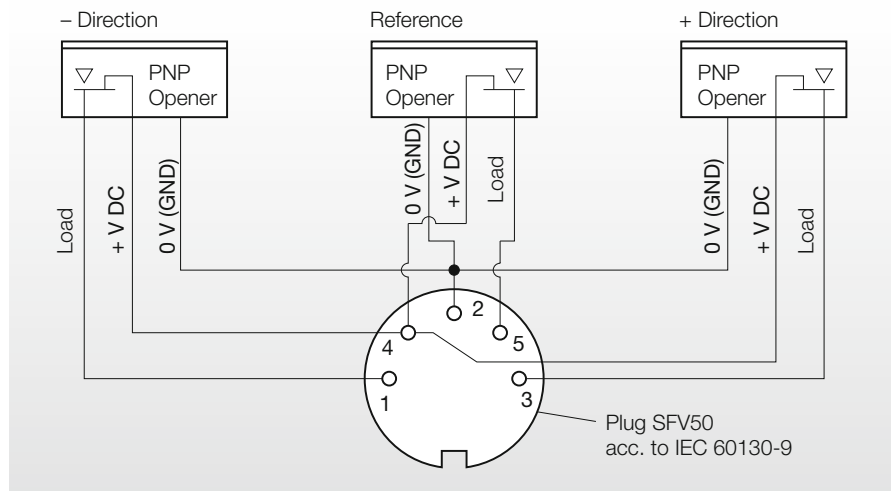 – Direction
Reference
+ Direction
PNP
Opener
PNP
Opener
PNP
Opener
Load
+ V DC
0 V (GND)
0 V (GND)
+ V DC
Load
0 V (GND)
+ V DC
Load
2
4
5
1
3
Plug SFV50
acc. to IEC 60130-9